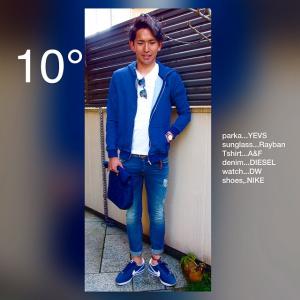 10°
parka...YEVS
sunglass...Rayban
Tshirt...A&F
denim...DIESEL
watch...DW
shoes,,NIKE